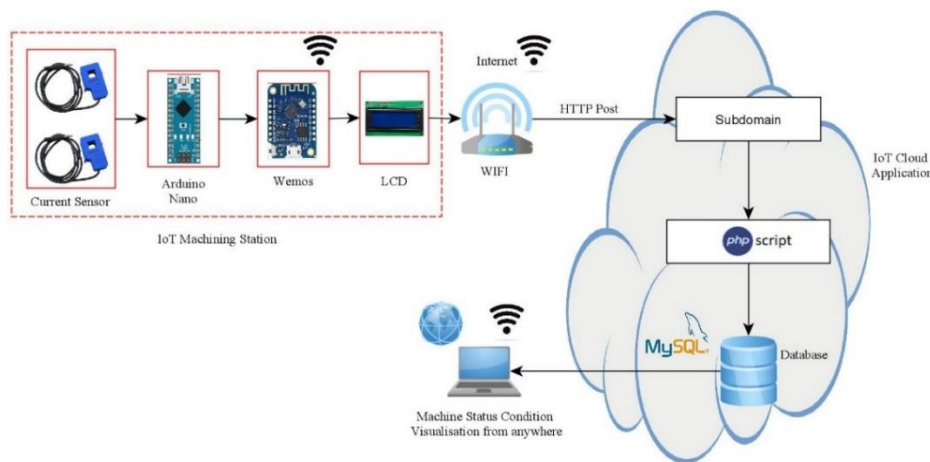 Internet
HTTP Post
Subdomain
IoT Cloud
Application
WIFI
Current Sensor
Arduino
Nano
Wemos
LCD
IoT Machining Station
php script
MySQL
Database
Machine Status Condition
Visualisation from anywhere